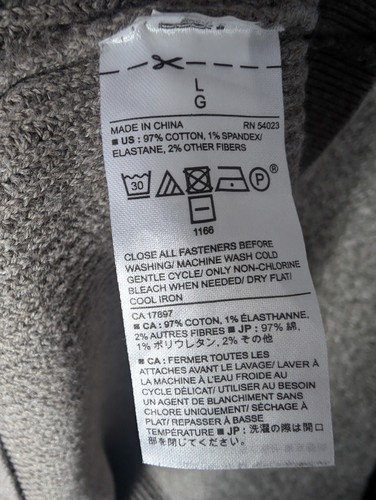 L
G
MADE IN CHINA RN 54023
■ US : 97% COTTON, 1% SPANDEX/
ELASTANE, 2% OTHER FIBERS
30 P®
1166
CLOSE ALL FASTENERS BEFORE
WASHING/ MACHINE WASH COLD
GENTLE CYCLE/ ONLY NON-CHLORINE
BLEACH WHEN NEEDED/ DRY FLAT/
COOL IRON
CA 17897
■ CA : 97% COTON, 1% ÉLASTHANNE,
2% AUTRES FIBRES ■ JP : 97% 綿,
1% ポリウレタン, 2% その他
■ CA : FERMER TOUTES LES
ATTACHES AVANT LE LAVAGE/ LAVER À
LA MACHINE À L'EAU FROIDE AU
CYCLE DÉLICAT/ UTILISER AU BESOIN
UN AGENT DE BLANCHIMENT SANS
CHLORE UNIQUEMENT/ SÉCHAGE À
PLAT/ REPASSER À BASSE
TEMPÉRATURE ■ JP : 洗濯の際は開口
部を閉じてください。